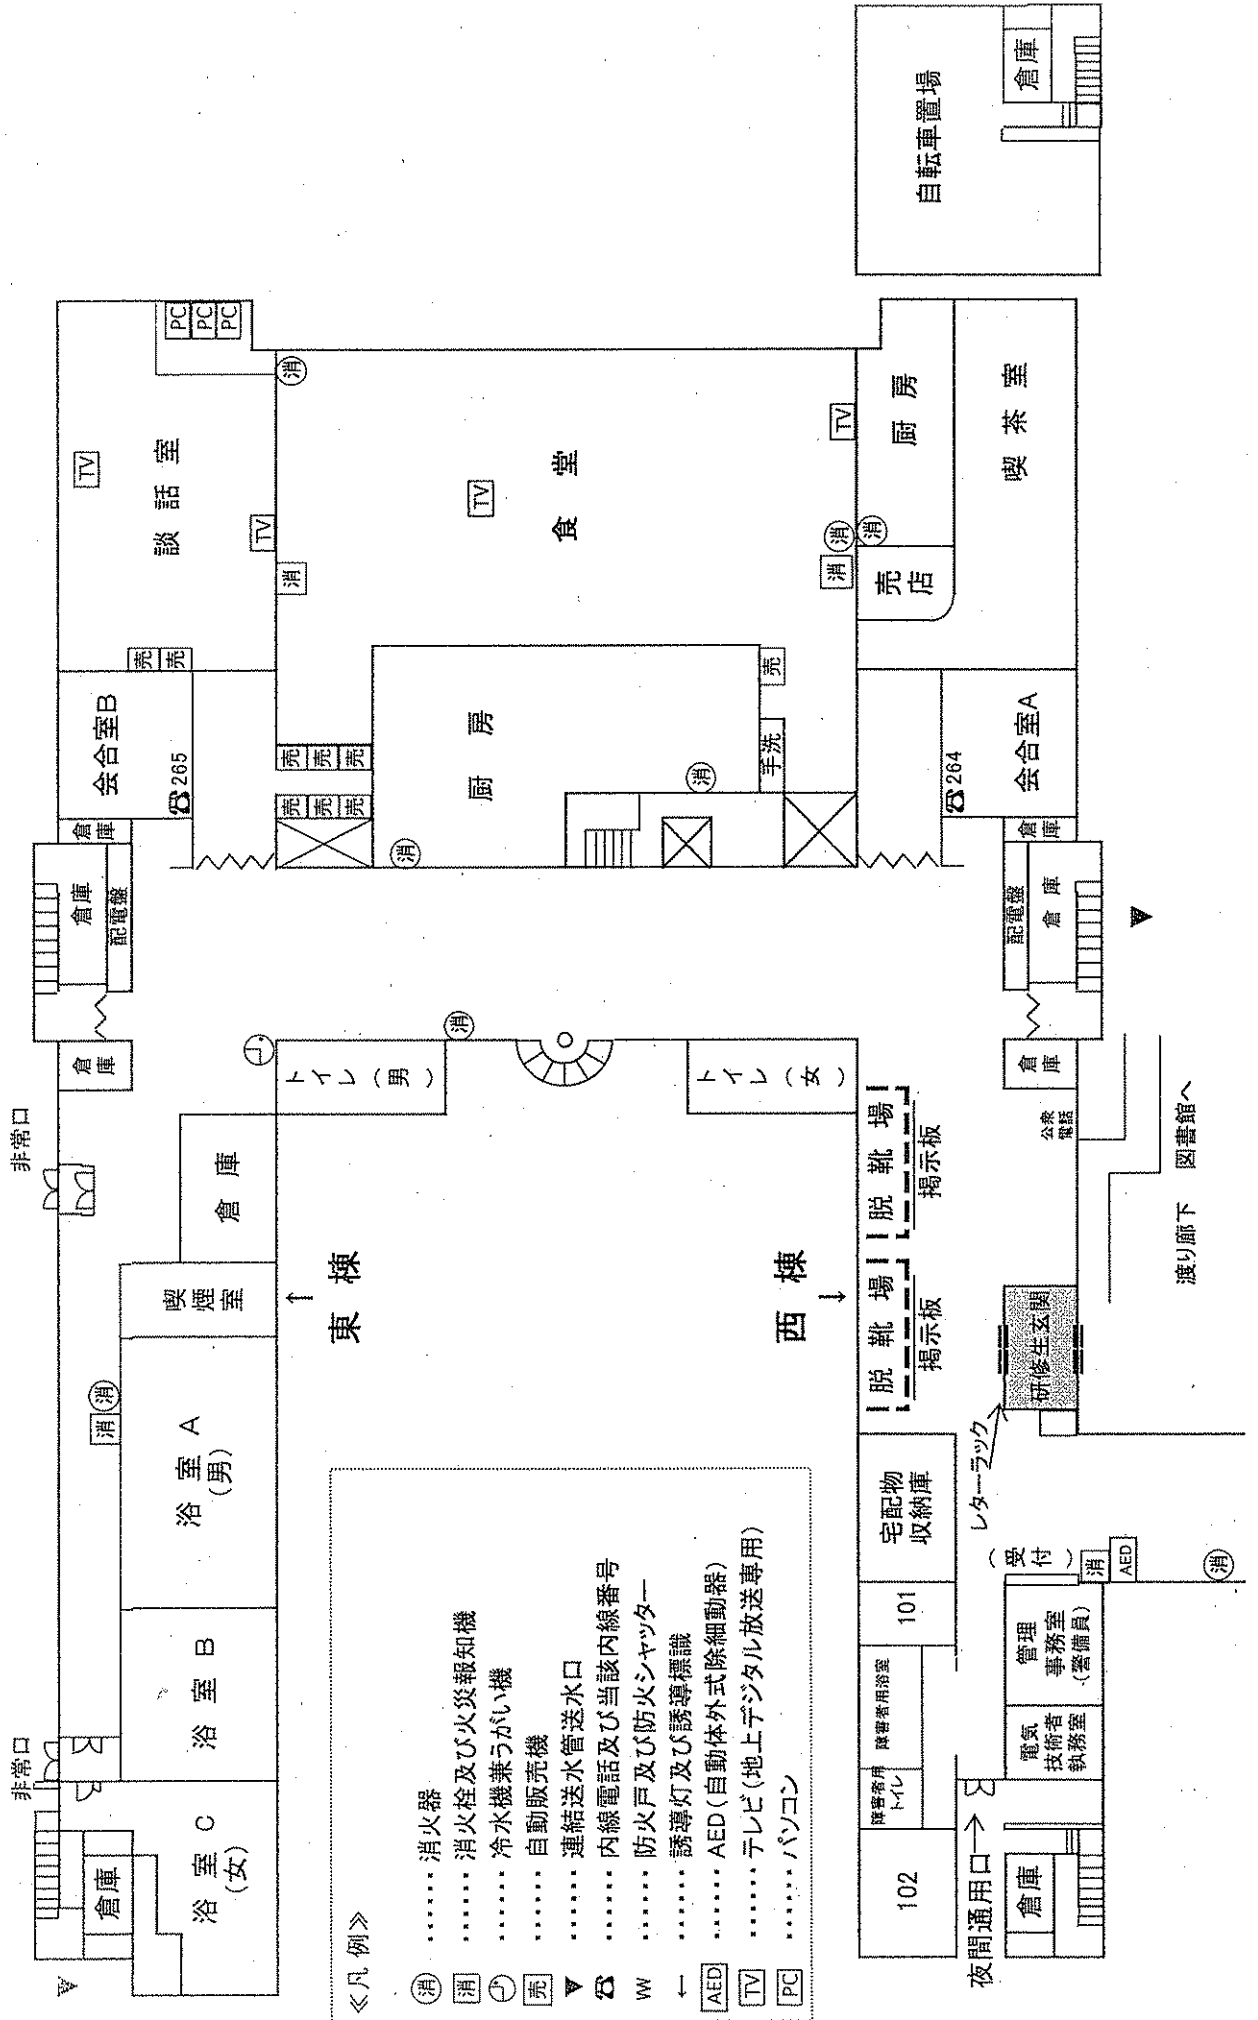 非常口
非常口
倉庫
浴室C
(女)
浴室B
浴室A
(男)
消
消
喫煙室
倉庫
倉庫
倉庫
配電盤
倉庫
会合室B
☎265
売
売
談話室
TV
TV
PC
PC
PC
東棟
↑
トイレ(男)
消
消
売
売
売
売
売
売
厨房
消
手洗
売
消
食堂
TV
消
消
消
TV
≪凡例≫
消 ‥‥‥消火器
消 ‥‥‥消火栓及び火災報知機
‥‥‥冷水機兼うがい機
売 ‥‥‥自動販売機
▼ ‥‥‥連結送水管送水口
☎ ‥‥‥内線電話及び当該内線番号
W ‥‥‥防火戸及び防火シャッター
← ‥‥‥誘導灯及び誘導標識
AED ‥‥‥AED(自動体外式除細動器)
TV ‥‥‥テレビ(地上デジタル放送専用)
PC ‥‥‥パソコン
西棟
↓
トイレ(女)
102
障害者用
トイレ
障害者用浴室
101
宅配物
収納庫
脱靴場
掲示板
脱靴場
掲示板
売店
消
厨房
喫茶室
☎264
会合室A
倉庫
配電盤
倉庫
倉庫
公衆
電話
夜間通用口→
倉庫
電気
技術者
執務室
管理
事務室
(警備員)
(受付)
レターラック
研修生玄関
消
AED
消
渡り廊下 図書館へ
自転車置場
倉庫